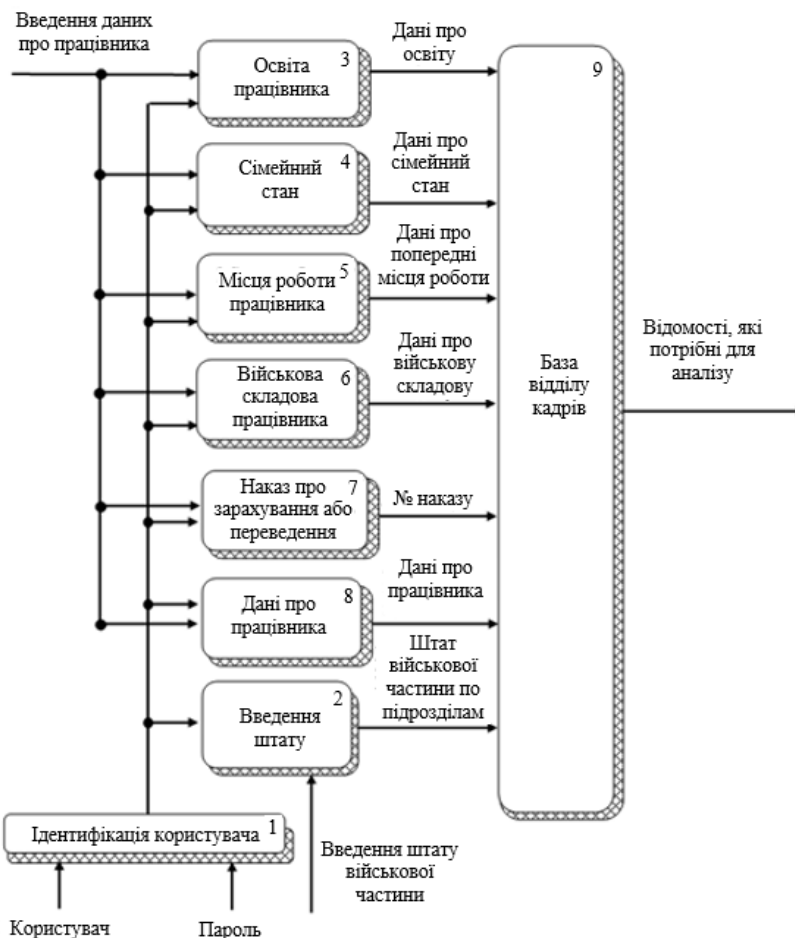 Введення даних
про працівника
3
Освіта
працівника
Дані про
освіту
4
Сімейний
стан
Дані про
сімейний
стан
5
Місця роботи
працівника
Дані про
попередні
місця роботи
6
Військова
складова
працівника
Дані про
військову
складову
7
Наказ про
зарахування або
переведення
№ наказу
8
Дані про
працівника
Дані про
працівника
2
Введення
штату
Штат
військової
частини по
підрозділам
9
База
відділу
кадрів
Відомості, які
потрібні для
аналізу
1
Ідентифікація користувача
Введення штату
військової
частини
Користувач
Пароль